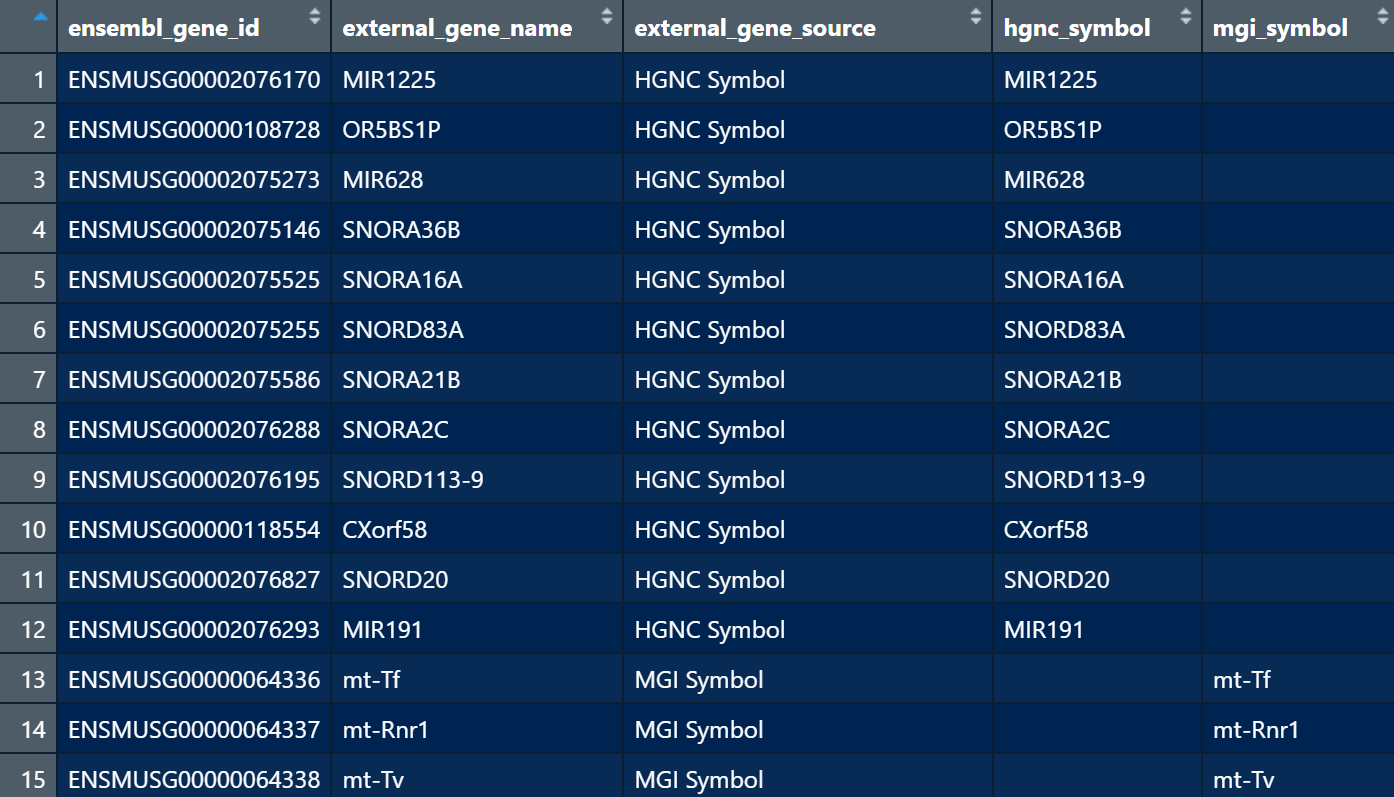 ensembl_gene_id external_gene_name external_gene_source hgnc_symbol mgi_symbol
1 ENSMUSG00002076170 MIR1225 HGNC Symbol MIR1225
2 ENSMUSG00000108728 OR5BS1P HGNC Symbol OR5BS1P
3 ENSMUSG00002075273 MIR628 HGNC Symbol MIR628
4 ENSMUSG00002075146 SNORA36B HGNC Symbol SNORA36B
5 ENSMUSG00002075525 SNORA16A HGNC Symbol SNORA16A
6 ENSMUSG00002075255 SNORD83A HGNC Symbol SNORD83A
7 ENSMUSG00002075586 SNORA21B HGNC Symbol SNORA21B
8 ENSMUSG00002076288 SNORA2C HGNC Symbol SNORA2C
9 ENSMUSG00002076195 SNORD113-9 HGNC Symbol SNORD113-9
10 ENSMUSG00000118554 CXorf58 HGNC Symbol CXorf58
11 ENSMUSG00002076827 SNORD20 HGNC Symbol SNORD20
12 ENSMUSG00002076293 MIR191 HGNC Symbol MIR191
13 ENSMUSG00000064336 mt-Tf MGI Symbol mt-Tf
14 ENSMUSG00000064337 mt-Rnr1 MGI Symbol mt-Rnr1
15 ENSMUSG00000064338 mt-Tv MGI Symbol mt-Tv